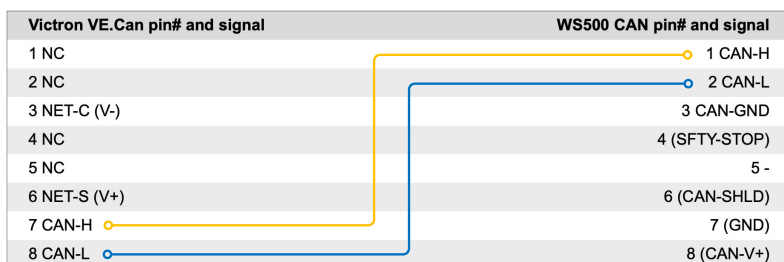 Victron VE.Can pin# and signal WS500 CAN pin# and signal
1 NC 1 CAN-H
2 NC 2 CAN-L
3 NET-C (V-) 3 CAN-GND
4 NC 4 (SFTY-STOP)
5 NC 5 -
6 NET-S (V+) 6 (CAN-SHLD)
7 CAN-H 7 (GND)
8 CAN-L 8 (CAN-V+)